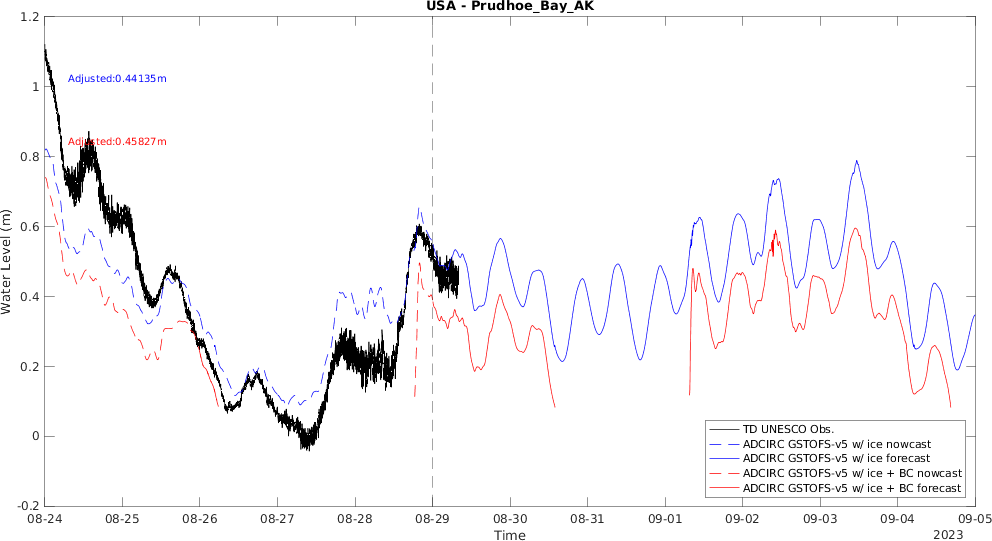 USA - Prudhoe_Bay_AK
1.2
1
0.8
0.6
0.4
0.2
0
-0.2
Water Level (m)
Adjusted:0.44135m
Adjusted:0.45827m
TD UNESCO Obs.
ADCIRC GSTOFS-v5 w/ ice nowcast
ADCIRC GSTOFS-v5 w/ ice forecast
ADCIRC GSTOFS-v5 w/ ice + BC nowcast
ADCIRC GSTOFS-v5 w/ ice + BC forecast
08-24 08-25 08-26 08-27 08-28 08-29 08-30 08-31 09-01 09-02 09-03 09-04 09-05
Time
2023